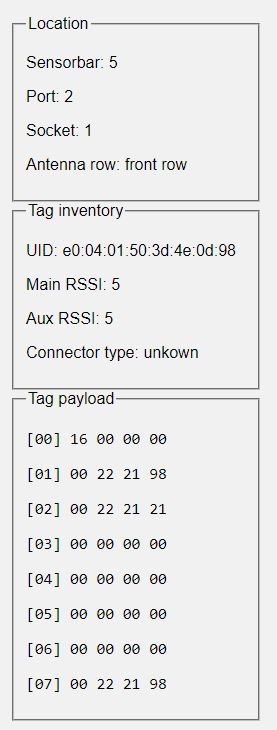 Location
Sensorbar: 5
Port: 2
Socket: 1
Antenna row: front row
Tag inventory
UID: e0:04:01:50:3d:4e:0d:98
Main RSSI: 5
Aux RSSI: 5
Connector type: unkown
Tag payload
[00] 16 00 00 00
[01] 00 22 21 98
[02] 00 22 21 21
[03] 00 00 00 00
[04] 00 00 00 00
[05] 00 00 00 00
[06] 00 00 00 00
[07] 00 22 21 98